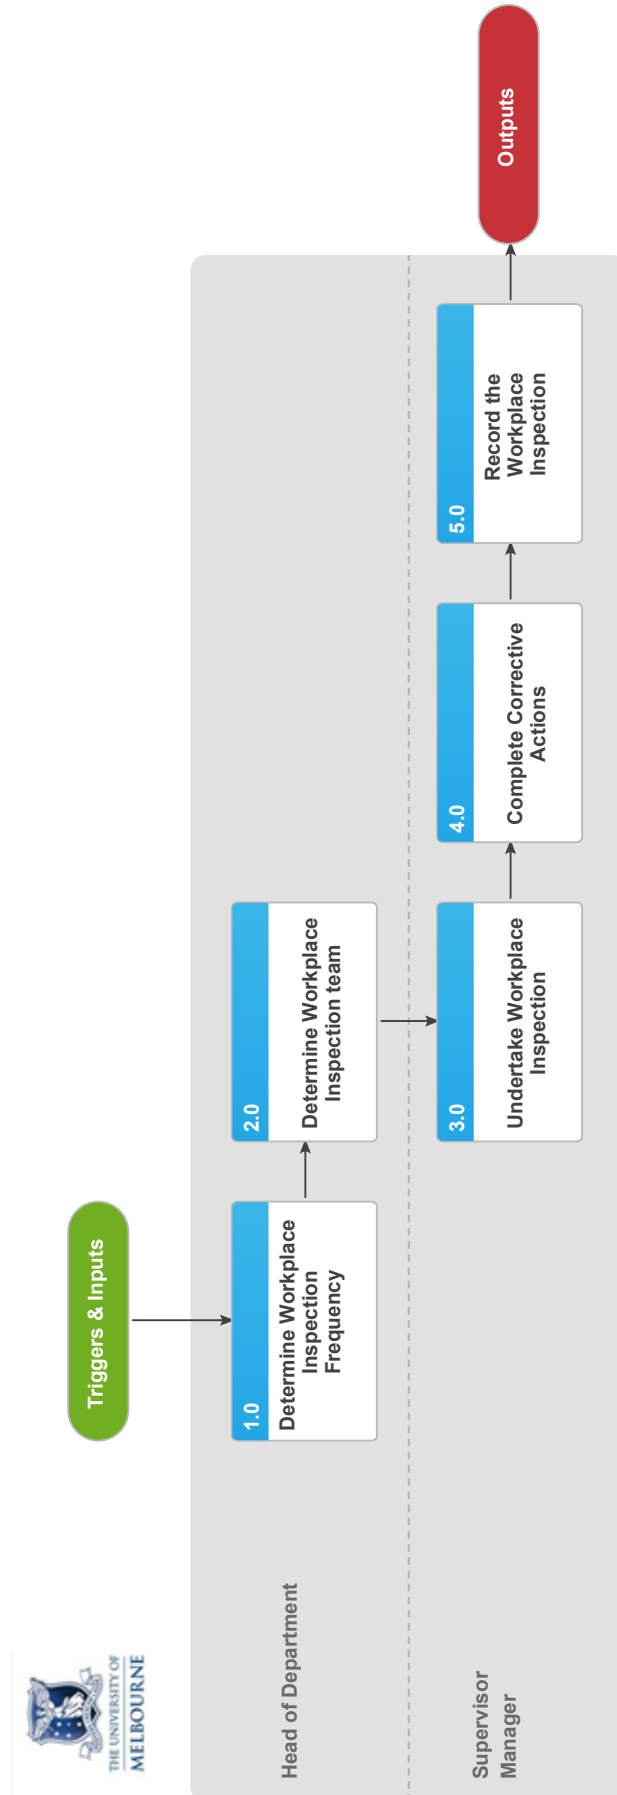 THE UNIVERSITY OF
MELBOURNE
Triggers & Inputs
Head of Department
1.0
Determine Workplace
Inspection
Frequency
2.0
Determine Workplace
Inspection team
Supervisor
Manager
3.0
Undertake Workplace
Inspection
4.0
Complete Corrective
Actions
5.0
Record the
Workplace
Inspection
Outputs